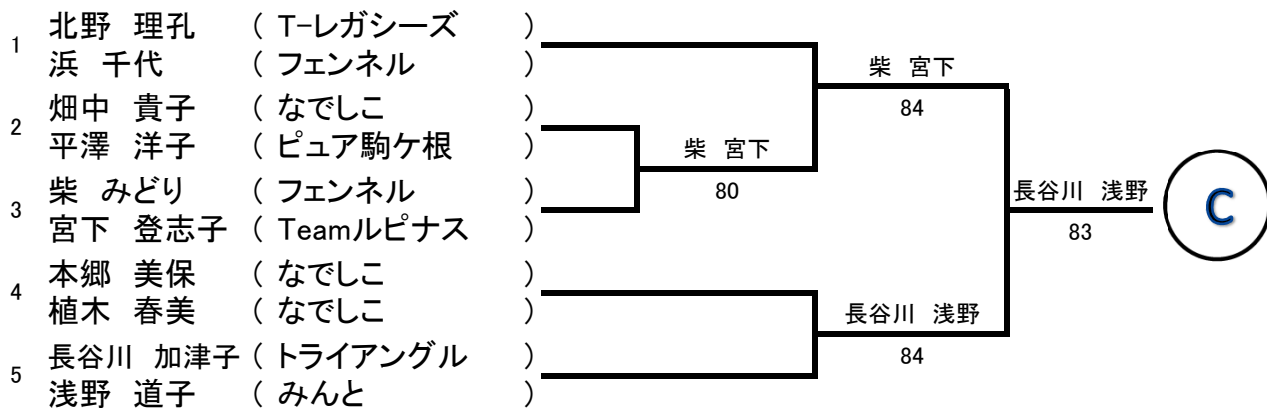 1
北野 理孔 ( T-レガシーズ )
浜 千代 ( フェンネル )
2
畑中 貴子 ( なでしこ )
平澤 洋子 ( ピュア駒ケ根 )
3
柴 みどり ( フェンネル )
宮下 登志子 ( Teamルピナス )
4
本郷 美保 ( なでしこ )
植木 春美 ( なでしこ )
5
長谷川 加津子 ( トライアングル )
浅野 道子 ( みんと )
柴 宮下
80
柴 宮下
84
長谷川 浅野
84
長谷川 浅野
83
C